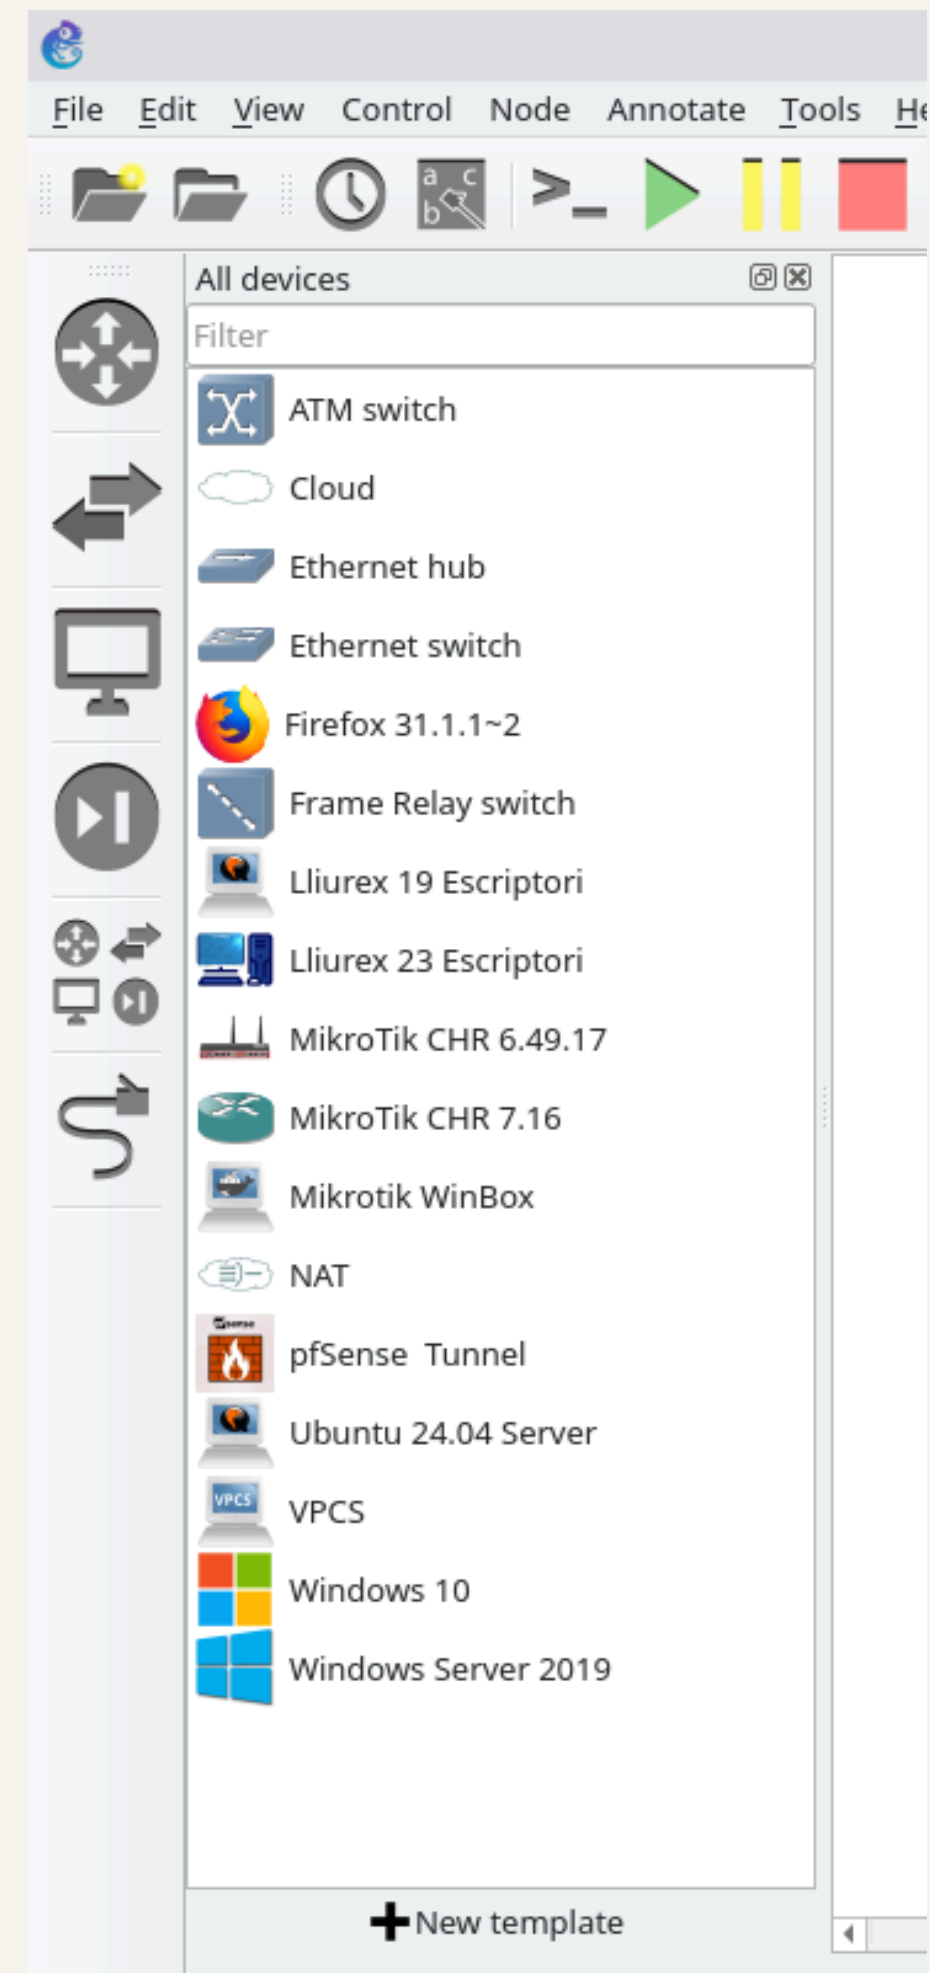 File Edit View Control Node Annotate Tools He
a c
b
All devices
Filter
ATM switch
Cloud
Ethernet hub
Ethernet switch
Firefox 31.1.1~2
Frame Relay switch
Lliurex 19 Escriptori
Lliurex 23 Escriptori
MikroTik CHR 6.49.17
MikroTik CHR 7.16
Mikrotik WinBox
NAT
pfSense Tunnel
Ubuntu 24.04 Server
VPCS
VPCS
Windows 10
Windows Server 2019
New template